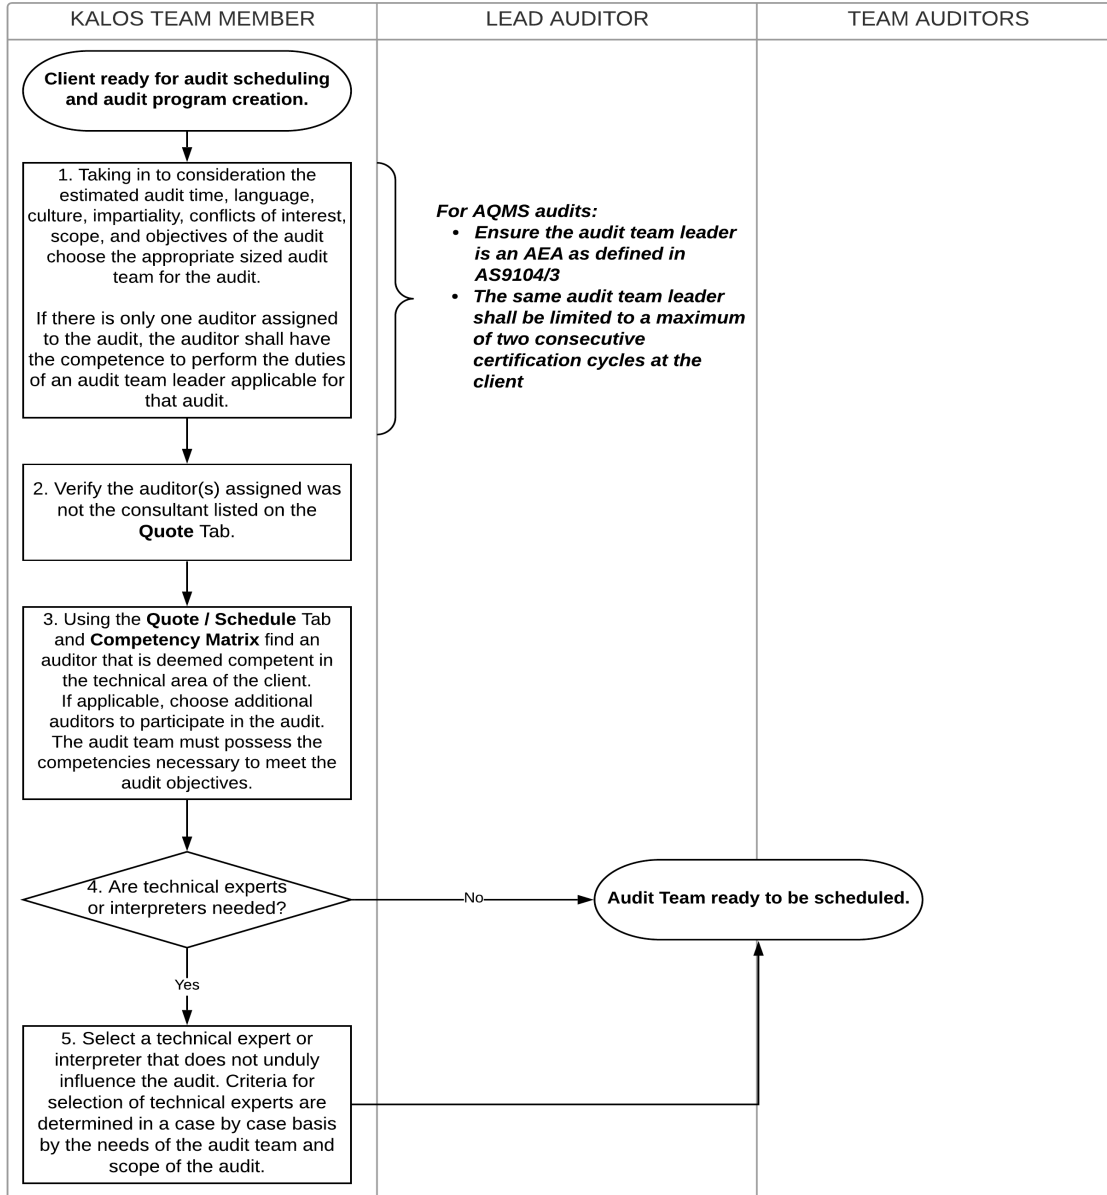 KALOS TEAM MEMBER
LEAD AUDITOR
TEAM AUDITORS
Client ready for audit scheduling
and audit program creation.
1. Taking in to consideration the
estimated audit time, language,
culture, impartiality, conflicts of interest,
scope, and objectives of the audit
choose the appropriate sized audit
team for the audit.
If there is only one auditor assigned
to the audit, the auditor shall have
the competence to perform the duties
of an audit team leader applicable for
that audit.
For AQMS audits:
• Ensure the audit team leader
is an AEA as defined in
AS9104/3
• The same audit team leader
shall be limited to a maximum
of two consecutive
certification cycles at the
client
2. Verify the auditor(s) assigned was
not the consultant listed on the
Quote Tab.
3. Using the Quote / Schedule Tab
and Competency Matrix find an
auditor that is deemed competent in
the technical area of the client.
If applicable, choose additional
auditors to participate in the audit.
The audit team must possess the
competencies necessary to meet the
audit objectives.
4. Are technical experts
or interpreters needed?
No
Audit Team ready to be scheduled.
Yes
5. Select a technical expert or
interpreter that does not unduly
influence the audit. Criteria for
selection of technical experts are
determined in a case by case basis
by the needs of the audit team and
scope of the audit.